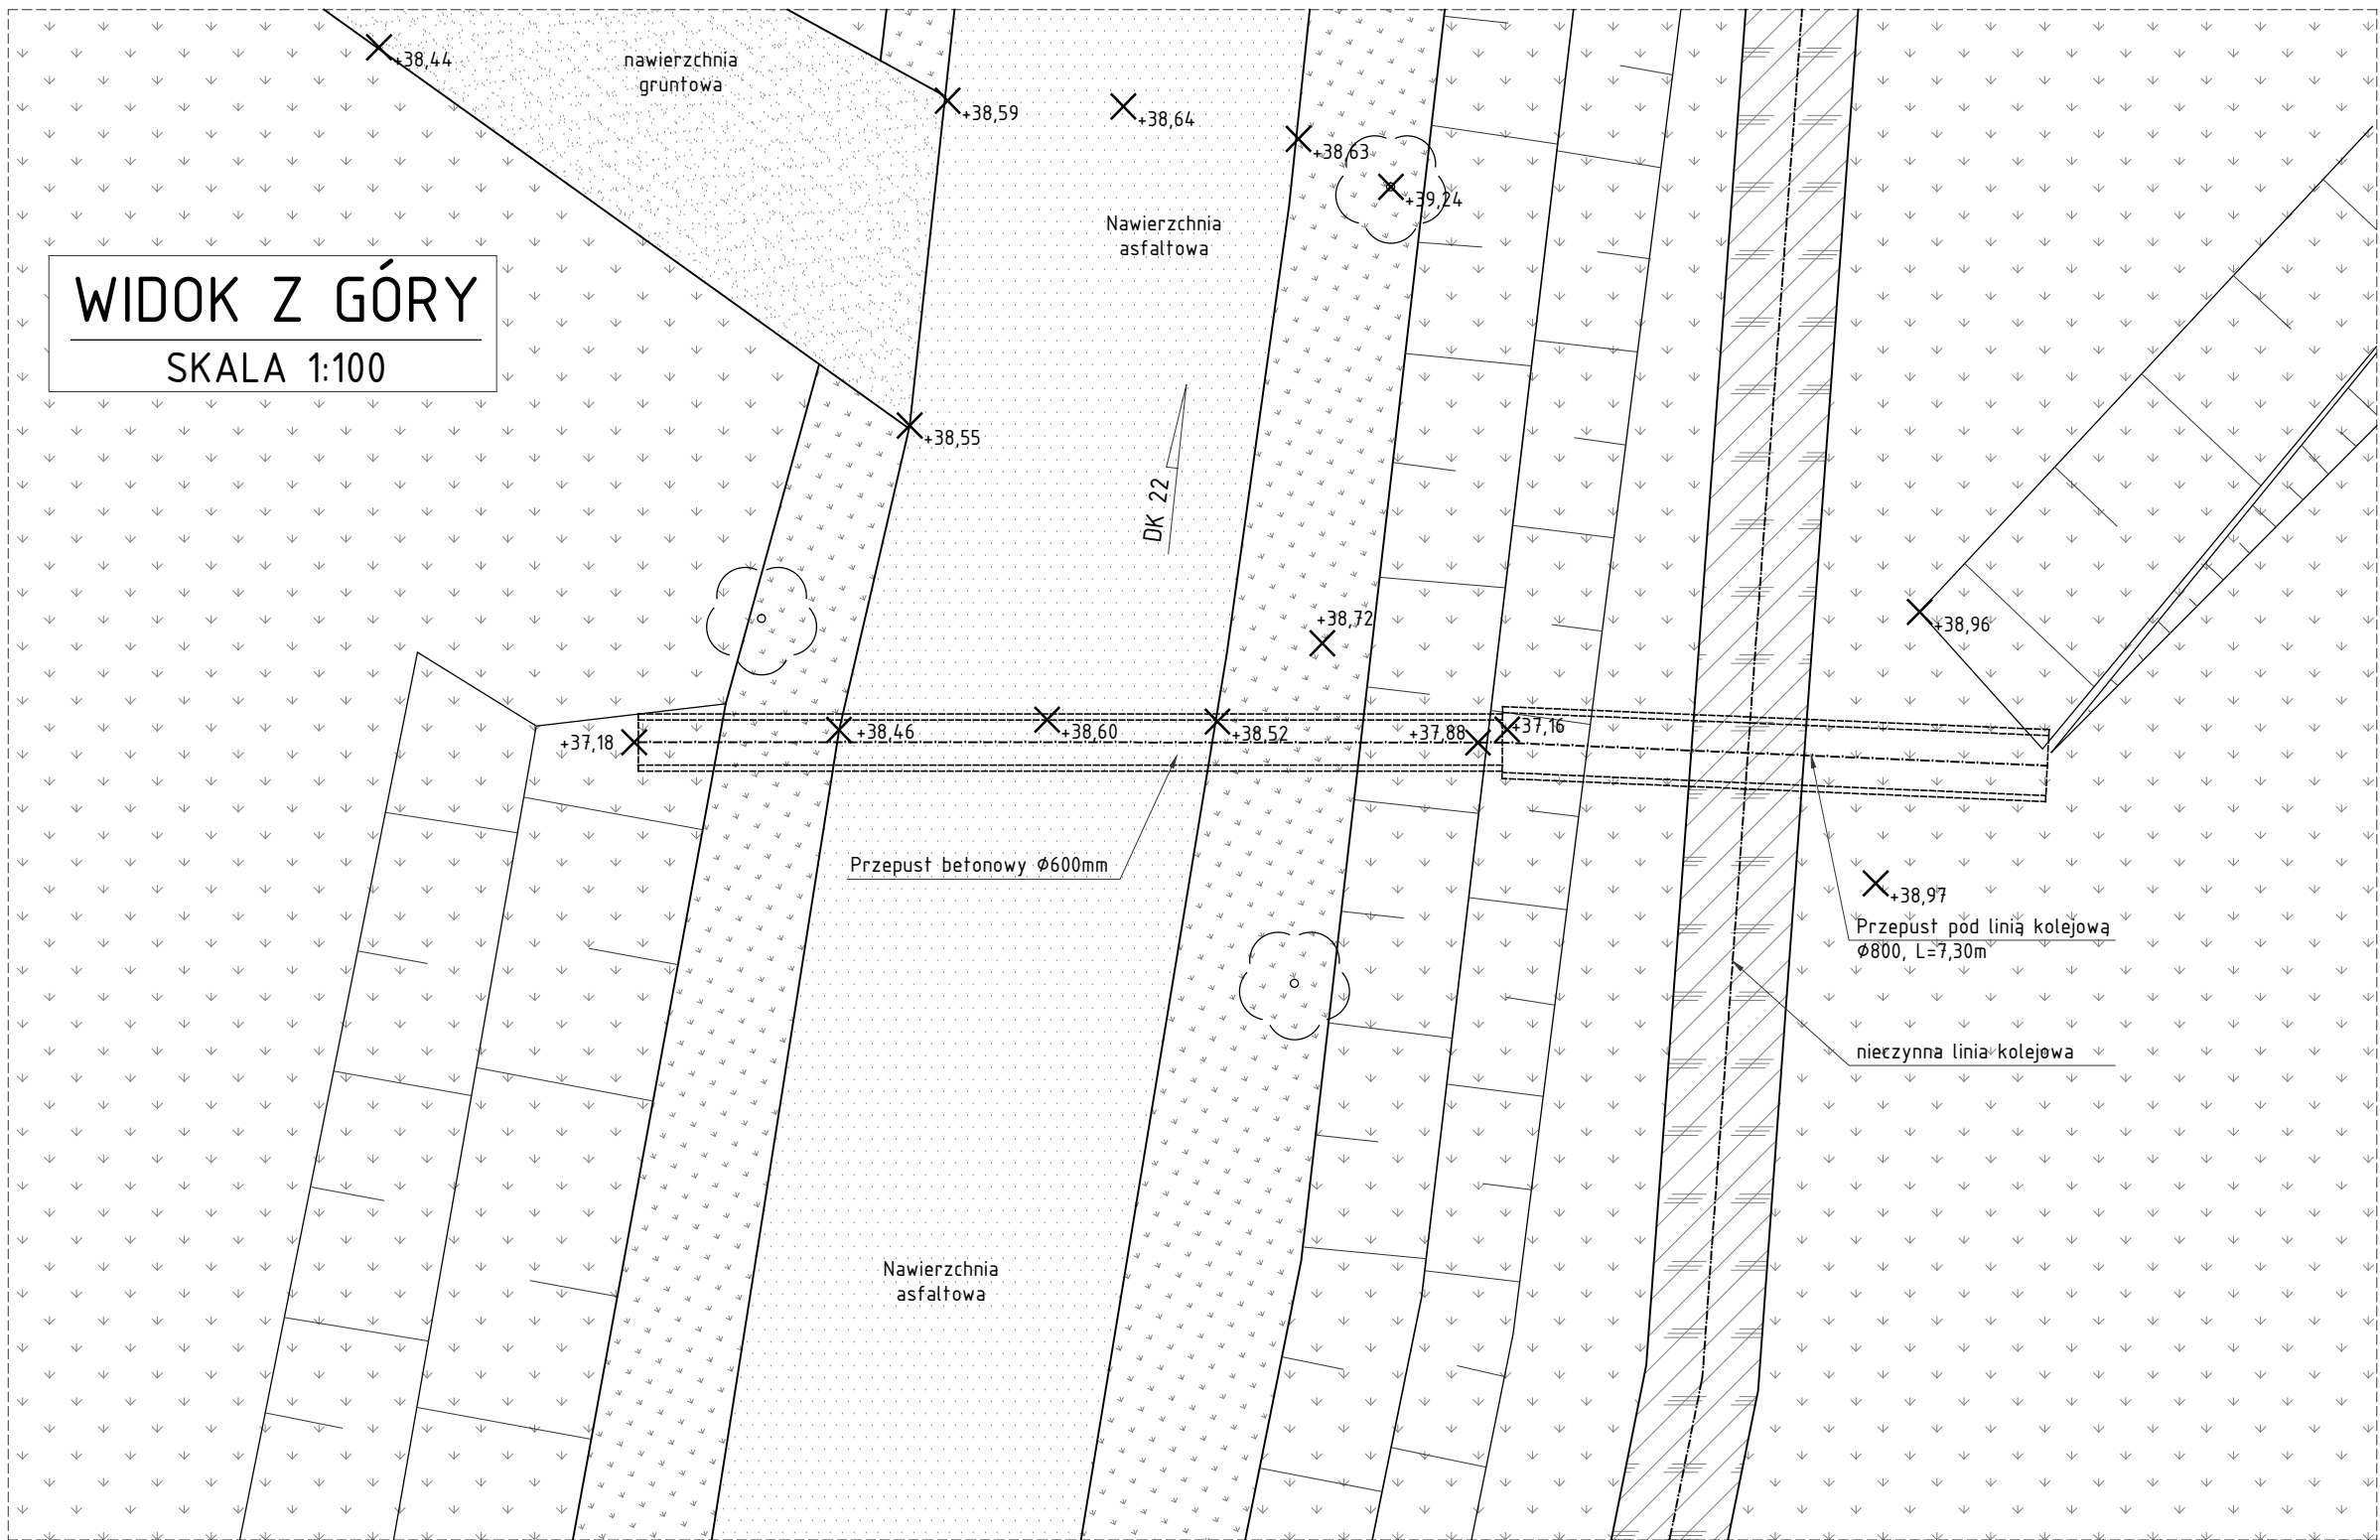 +38,44
nawierzchnia
gruntowa
+38,59
+38,64
+38,63
+39,24
Nawierzchnia
asfaltowa
WIDOK Z GÓRY
SKALA 1:100
+38,55
DK 22
+38,72
+38,96
+37,18
+38,46
+38,60
+38,52
+37.88
+37,16
Przepust betonowy Ø600mm
+38,97
Przepust pod linią kolejową
Ø800, L=7,30m
nieczynna linia kolejowa
Nawierzchnia
asfaltowa